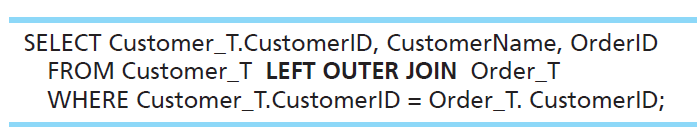 SELECT Customer_T.CustomerID, CustomerName, OrderID
FROM Customer_T LEFT OUTER JOIN Order_T
WHERE Customer_T.CustomerID = Order_T. CustomerID;